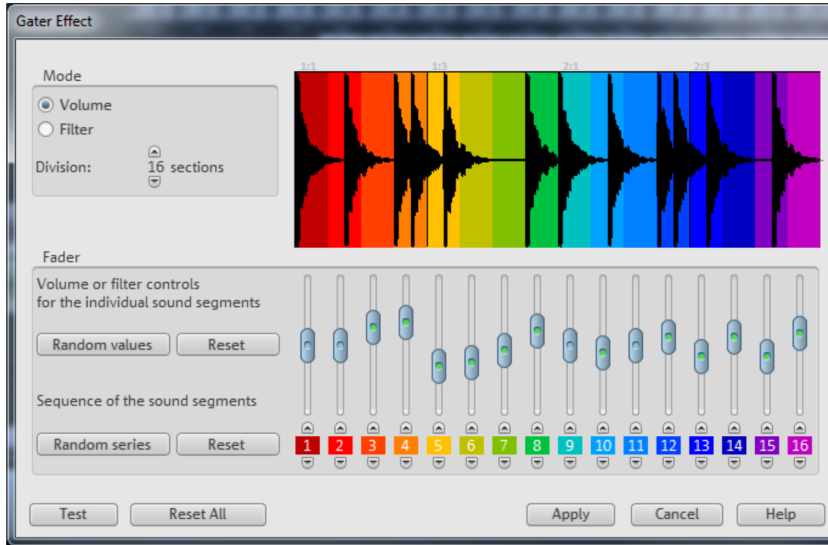 Gater Effect
1:1 1:3 2:1 2:3
Mode
Volume
Filter
Division: 16 sections
Fader
Volume or filter controls
for the individual sound segments
Random values Reset
Sequence of the sound segments
Random series Reset
1 2 3 4 5 6 7 8 9 10 11 12 13 14 15 16
Test Reset All Apply Cancel Help